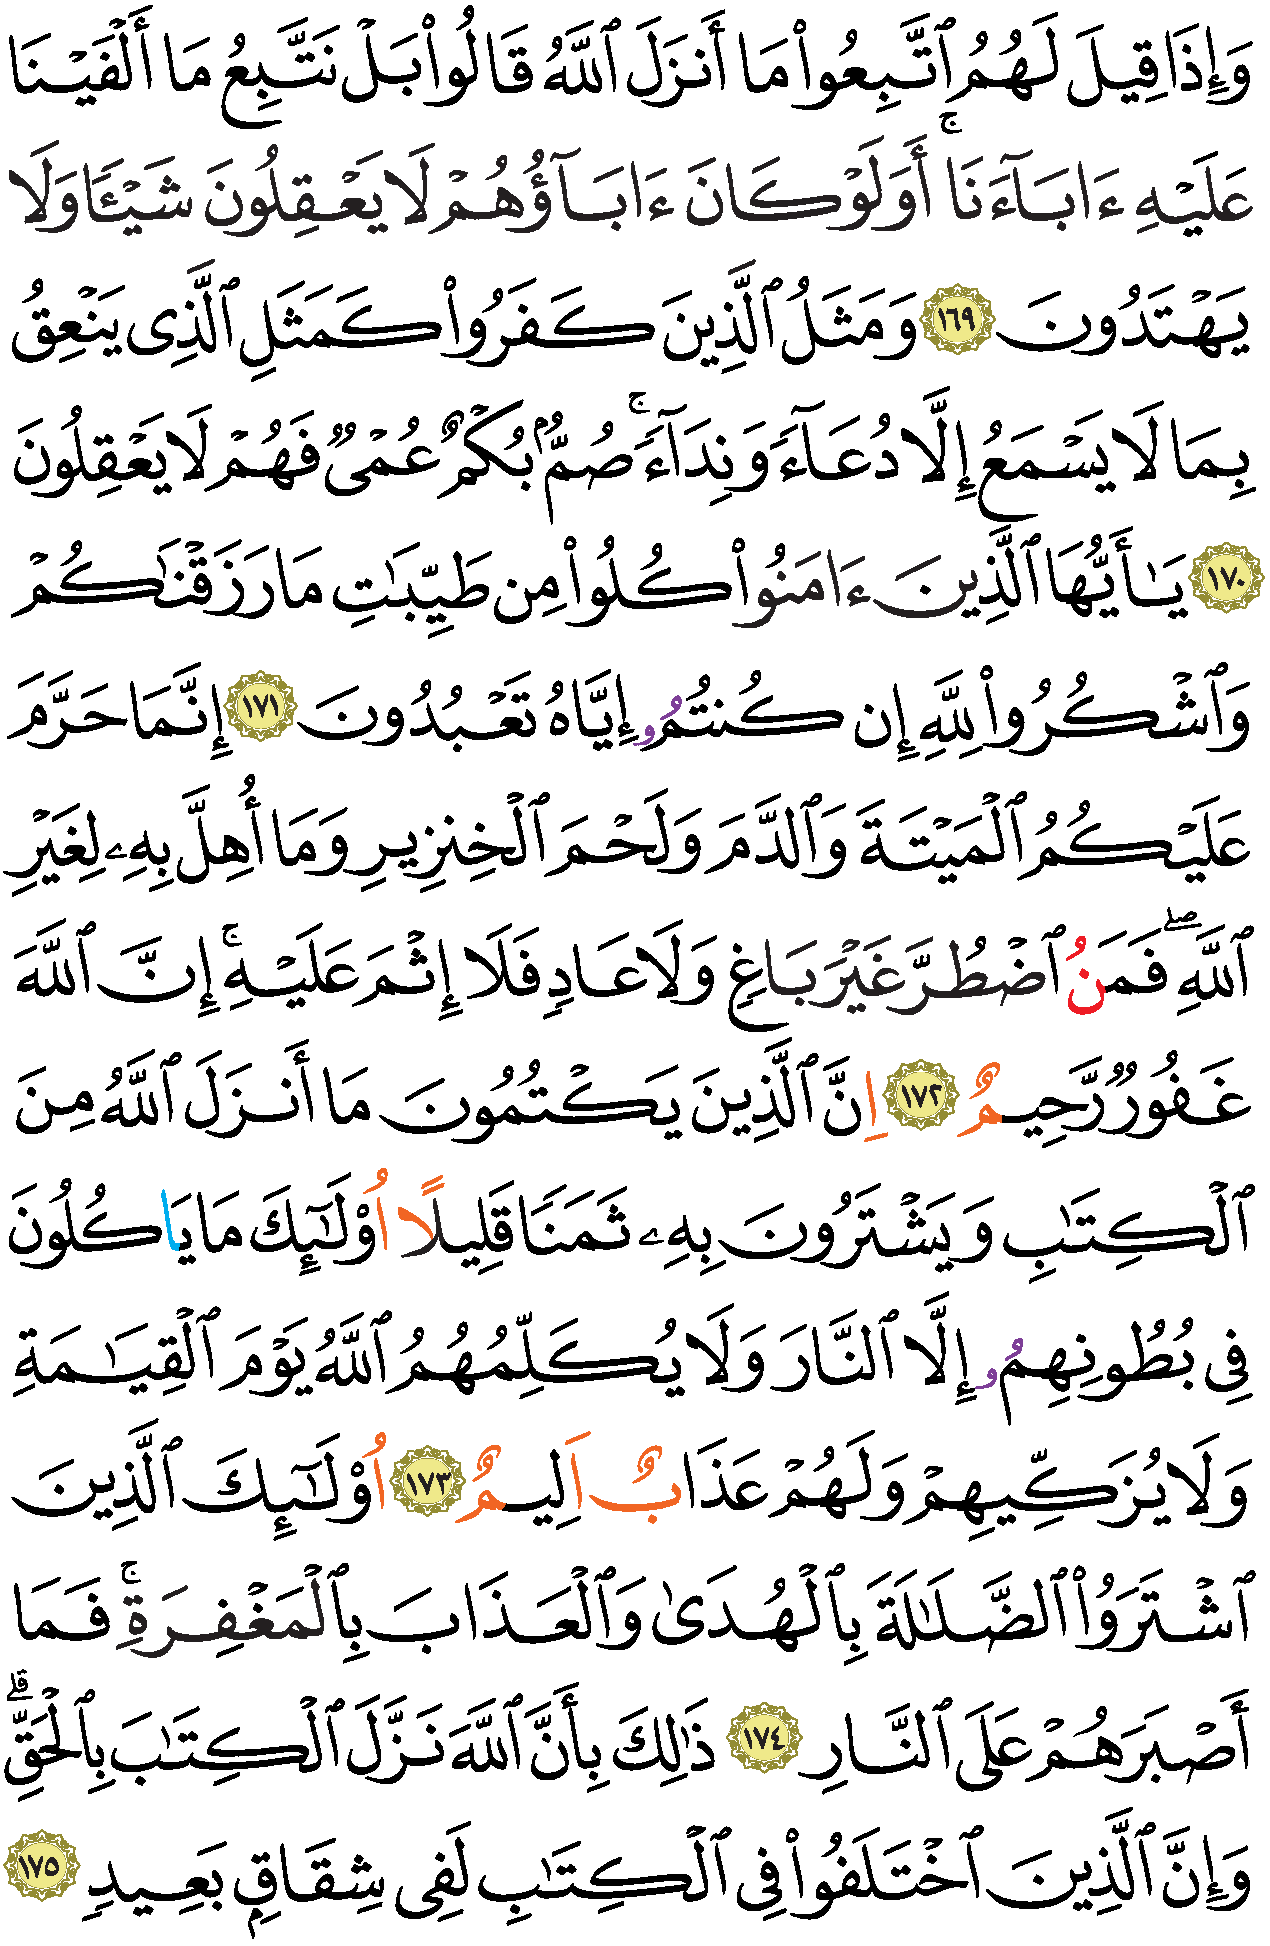 وَإِذَا قِيلَ لَهُمُ ٱتَّبِعُوا۟ مَا أَنزَلَ ٱللَّهُ قَالُوا۟ بَلْ نَتَّبِعُ مَا أَلْفَيْنَا
عَلَيْهِ ءَابَآءَنَا ۚ أَوَلَوْ كَانَ ءَابَآؤُهُمْ لَا يَعْقِلُونَ شَيْـًٔا وَلَا
يَهْتَدُونَ ١٦٩ وَمَثَلُ ٱلَّذِينَ كَفَرُوا۟ كَمَثَلِ ٱلَّذِى يَنْعِقُ
بِمَا لَا يَسْمَعُ إِلَّا دُعَآءً وَنِدَآءً ۚ صُمٌّۢ بُكْمٌ عُمْىٌ فَهُمْ لَا يَعْقِلُونَ
١٧٠ يَـٰأَيُّهَا ٱلَّذِينَ ءَامَنُوا۟ كُلُوا۟ مِن طَيِّبَـٰتِ مَا رَزَقْنَـٰكُمْ
وَٱشْكُرُوا۟ لِلَّهِ إِن كُنتُمُو إِيَّاهُ تَعْبُدُونَ ١٧١ إِنَّمَا حَرَّمَ
عَلَيْكُمُ ٱلْمَيْتَةَ وَٱلدَّمَ وَلَحْمَ ٱلْخِنزِيرِ وَمَا أُهِلَّ بِهِۦ لِغَيْرِ
ٱللَّهِ ۖ فَمَنُ ٱضْطُرَّ غَيْرَ بَاغٍ وَلَا عَادٍ فَلَا إِثْمَ عَلَيْهِ ۚ إِنَّ ٱللَّهَ
غَفُورٌ رَّحِيمٌ ١٧٢ اِنَّ ٱلَّذِينَ يَكْتُمُونَ مَا أَنزَلَ ٱللَّهُ مِنَ
ٱلْكِتَـٰبِ وَيَشْتَرُونَ بِهِۦ ثَمَنًا قَلِيلًا اُو۟لَـٰٓئِكَ مَا يَاكُلُونَ
فِى بُطُونِهِمُو إِلَّا ٱلنَّارَ وَلَا يُكَلِّمُهُمُ ٱللَّهُ يَوْمَ ٱلْقِيَـٰمَةِ
وَلَا يُزَكِّيهِمْ وَلَهُمْ عَذَابٌ اَلِيمٌ ١٧٣ اُو۟لَـٰٓئِكَ ٱلَّذِينَ
ٱشْتَرَوُا۟ ٱلضَّلَـٰلَةَ بِٱلْهُدَىٰ وَٱلْعَذَابَ بِٱلْمَغْفِرَةِ ۚ فَمَا
أَصْبَرَهُمْ عَلَى ٱلنَّارِ ١٧٤ ذَٰلِكَ بِأَنَّ ٱللَّهَ نَزَّلَ ٱلْكِتَـٰبَ بِٱلْحَقِّ ۗ
وَإِنَّ ٱلَّذِينَ ٱخْتَلَفُوا۟ فِى ٱلْكِتَـٰبِ لَفِى شِقَاقٍۭ بَعِيدٍ ١٧٥